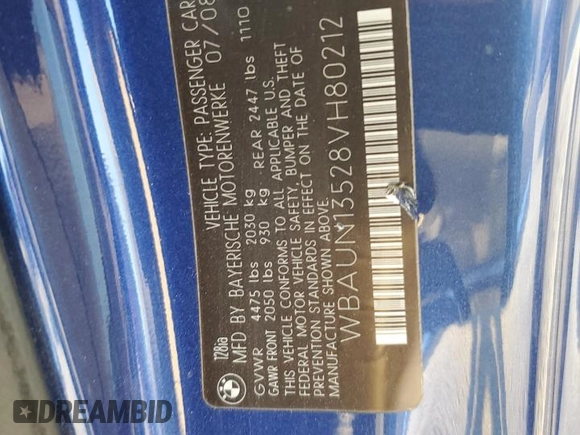 128ia
VEHICLE TYPE: PASSENGER CAR
MFD BY BAYERISCHE MOTORENWERKE 07/08
GVWR 4475 lbs 2030 kg
GAWR FRONT 2050 lbs 930 kg REAR 2447 lbs 1110
THIS VEHICLE CONFORMS TO ALL APPLICABLE U.S.
FEDERAL MOTOR VEHICLE SAFETY, BUMPER AND THEFT
PREVENTION STANDARDS IN EFFECT ON THE DATE OF
MANUFACTURE SHOWN ABOVE.
WBAUN13528VH80212
BMW
DREAMBID